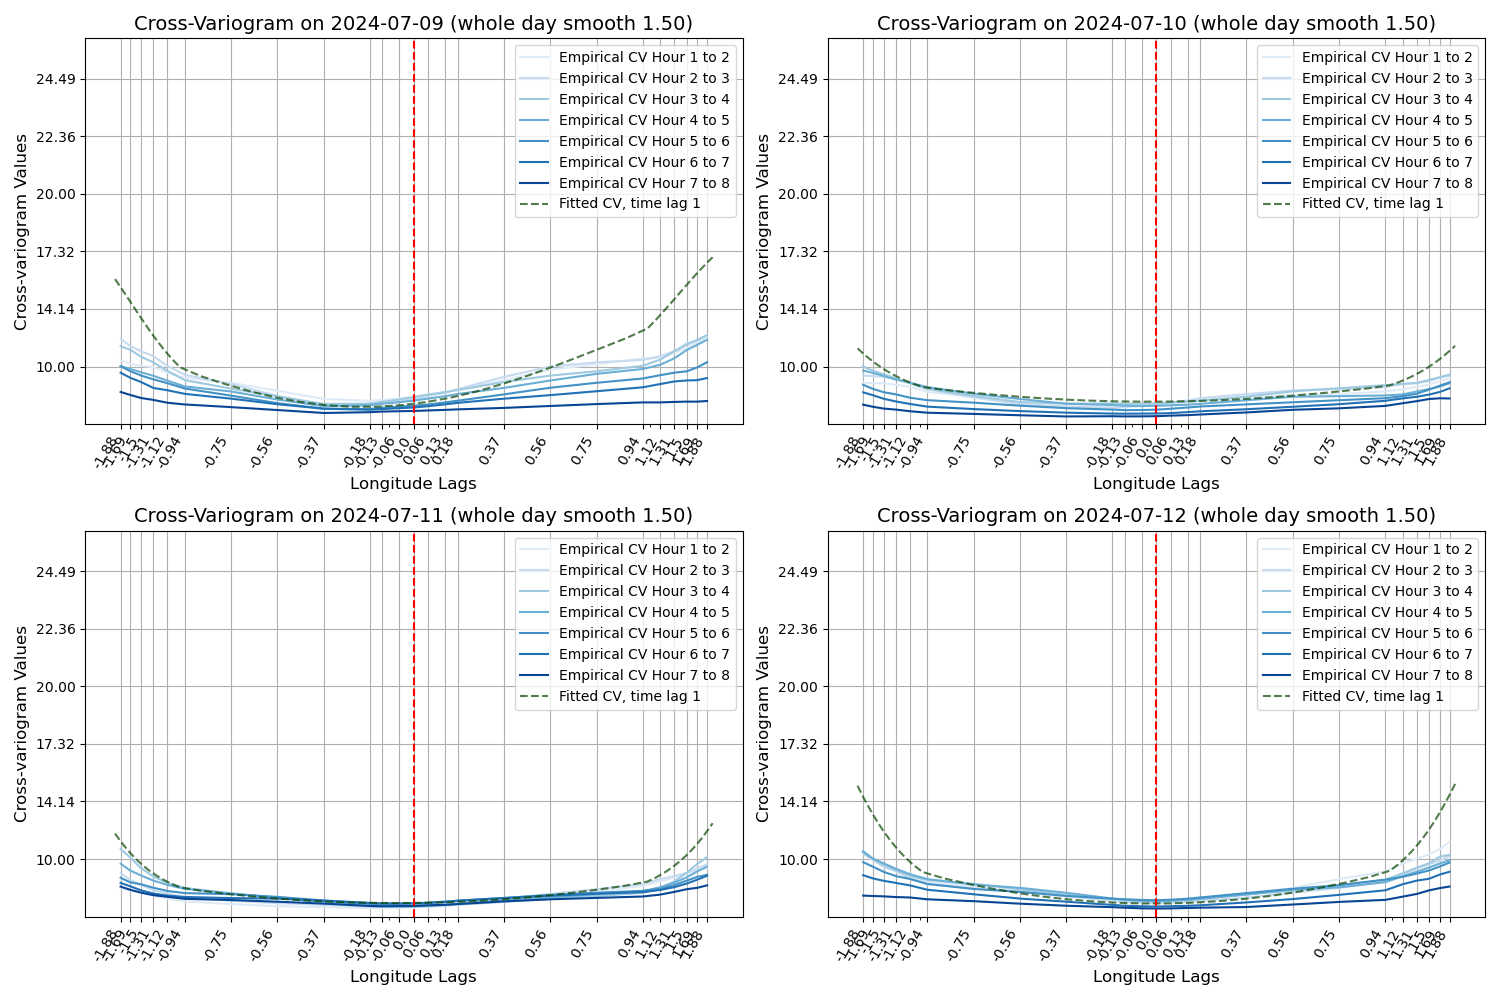 Cross-Variogram on 2024-07-09 (whole day smooth 1.50)
Cross-variogram Values
24.49
22.36
20.00
17.32
14.14
10.00
Empirical CV Hour 1 to 2
Empirical CV Hour 2 to 3
Empirical CV Hour 3 to 4
Empirical CV Hour 4 to 5
Empirical CV Hour 5 to 6
Empirical CV Hour 6 to 7
Empirical CV Hour 7 to 8
Fitted CV, time lag 1
-1.88 -1.69 -1.5 -1.31 -1.12 -0.94 -0.75 -0.56 -0.37 -0.18 -0.13 -0.06 0.0 0.06 0.13 0.18 0.37 0.56 0.75 0.94 1.12 1.31 1.5 1.69 1.88
Longitude Lags
Cross-Variogram on 2024-07-10 (whole day smooth 1.50)
Cross-variogram Values
24.49
22.36
20.00
17.32
14.14
10.00
Empirical CV Hour 1 to 2
Empirical CV Hour 2 to 3
Empirical CV Hour 3 to 4
Empirical CV Hour 4 to 5
Empirical CV Hour 5 to 6
Empirical CV Hour 6 to 7
Empirical CV Hour 7 to 8
Fitted CV, time lag 1
-1.88 -1.69 -1.5 -1.31 -1.12 -0.94 -0.75 -0.56 -0.37 -0.18 -0.13 -0.06 0.0 0.06 0.13 0.18 0.37 0.56 0.75 0.94 1.12 1.31 1.5 1.69 1.88
Longitude Lags
Cross-Variogram on 2024-07-11 (whole day smooth 1.50)
Cross-variogram Values
24.49
22.36
20.00
17.32
14.14
10.00
Empirical CV Hour 1 to 2
Empirical CV Hour 2 to 3
Empirical CV Hour 3 to 4
Empirical CV Hour 4 to 5
Empirical CV Hour 5 to 6
Empirical CV Hour 6 to 7
Empirical CV Hour 7 to 8
Fitted CV, time lag 1
-1.88 -1.69 -1.5 -1.31 -1.12 -0.94 -0.75 -0.56 -0.37 -0.18 -0.13 -0.06 0.0 0.06 0.13 0.18 0.37 0.56 0.75 0.94 1.12 1.31 1.5 1.69 1.88
Longitude Lags
Cross-Variogram on 2024-07-12 (whole day smooth 1.50)
Cross-variogram Values
24.49
22.36
20.00
17.32
14.14
10.00
Empirical CV Hour 1 to 2
Empirical CV Hour 2 to 3
Empirical CV Hour 3 to 4
Empirical CV Hour 4 to 5
Empirical CV Hour 5 to 6
Empirical CV Hour 6 to 7
Empirical CV Hour 7 to 8
Fitted CV, time lag 1
-1.88 -1.69 -1.5 -1.31 -1.12 -0.94 -0.75 -0.56 -0.37 -0.18 -0.13 -0.06 0.0 0.06 0.13 0.18 0.37 0.56 0.75 0.94 1.12 1.31 1.5 1.69 1.88
Longitude Lags